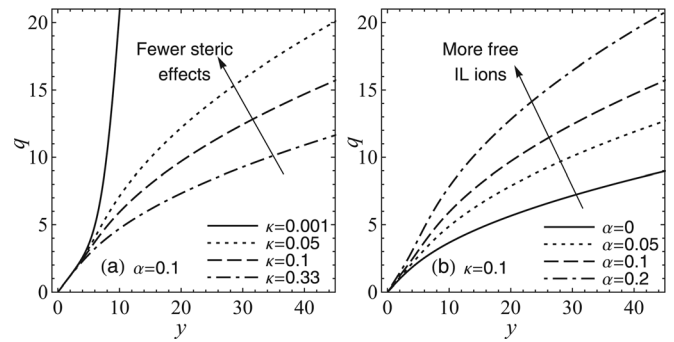 20
15
10
5
0
q
Fewer steric
effects
κ=0.001
κ=0.05
κ=0.1
κ=0.33
(a) α=0.1
0 10 20 30 40
y
20
15
10
5
0
q
More free
IL ions
α=0
α=0.05
α=0.1
α=0.2
(b) κ=0.1
0 10 20 30 40
y